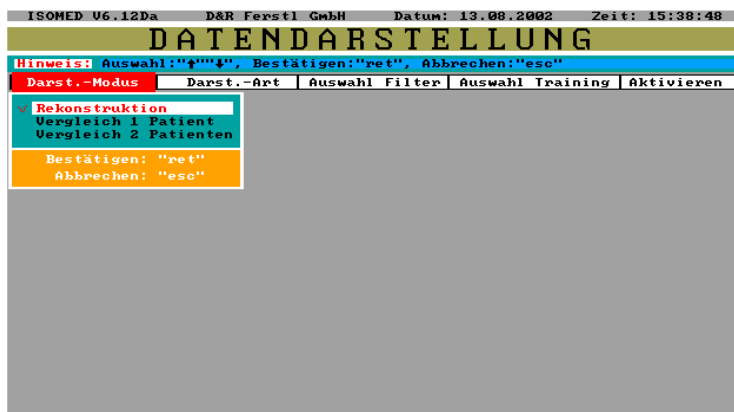 ISOMED V6.12Da D&R Ferstl GmbH Datum: 13.08.2002 Zeit: 15:38:48
DATENDARSTELLUNG
Hinweis: Auswahl:"↑""↓", Bestätigen:"ret", Abbrechen:"esc"
Darst.-Modus Darst.-Art Auswahl Filter Auswahl Training Aktivieren
√ Rekonstruktion
Vergleich 1 Patient
Vergleich 2 Patienten
Bestätigen: "ret"
Abbrechen: "esc"